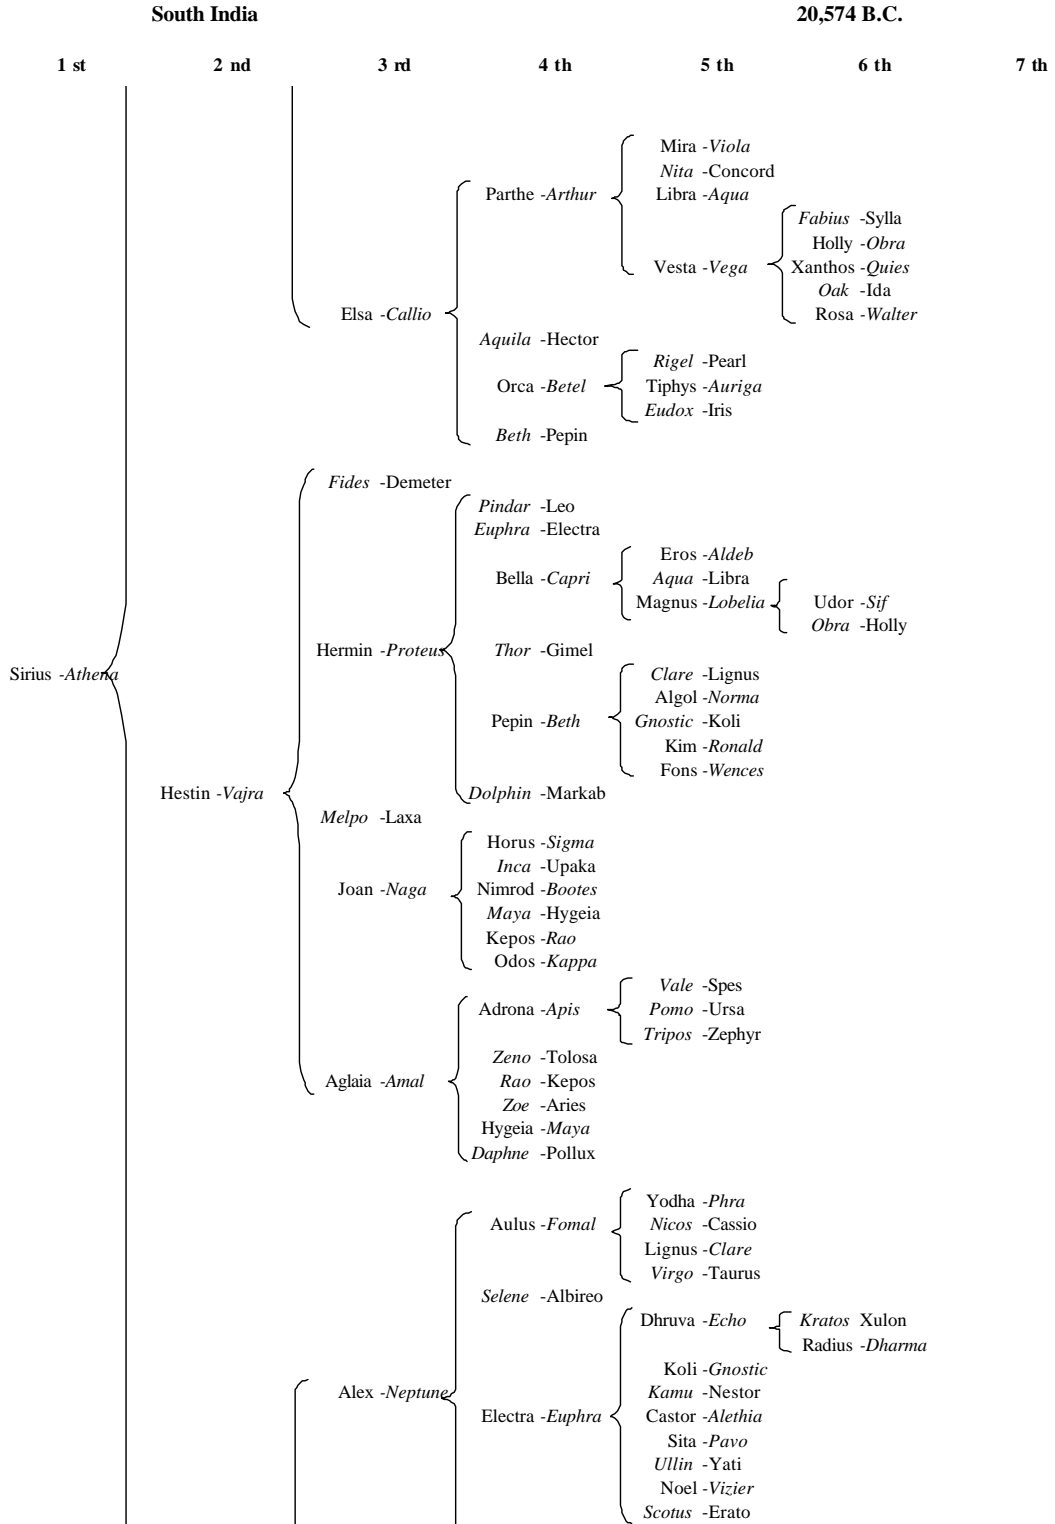 South India 20,574 B.C.
1 st 2 nd 3 rd 4 th 5 th 6 th 7 th
Mira -Viola
Nita -Concord
Parthe -Arthur Libra -Aqua
Fabius -Sylla
Holly -Obra
Vesta -Vega Xanthos -Quies
Oak -Ida
Elsa -Callio Rosa -Walter
Aquila -Hector
Rigel -Pearl
Orca -Betel Tiphys -Auriga
Eudox -Iris
Beth -Pepin
Fides -Demeter
Pindar -Leo
Euphra -Electra
Eros -Aldeb
Bella -Capri Aqua -Libra
Magnus -Lobelia Udor -Sif
Obra -Holly
Hermin -Proteus Thor -Gimel
Sirius -Athena Clare -Lignus
Algol -Norma
Pepin -Beth Gnostic -Koli
Kim -Ronald
Fons -Wences
Hestin -Vajra Dolphin -Markab
Melpo -Laxa
Horus -Sigma
Inca -Upaka
Joan -Naga Nimrod -Bootes
Maya -Hygeia
Kepos -Rao
Odos -Kappa
Vale -Spes
Adrona -Apis Pomo -Ursa
Tripos -Zephyr
Zeno -Tolosa
Aglaia -Amal Rao -Kepos
Zoe -Aries
Hygeia -Maya
Daphne -Pollux
Yodha -Phra
Aulus -Fomal Nicos -Cassio
Lignus -Clare
Virgo -Taurus
Selene -Albireo
Dhruva -Echo Kratos Xulon
Radius -Dharma
Koli -Gnostic
Alex -Neptune Kamu -Nestor
Electra -Euphra Castor -Alethia
Sita -Pavo
Ullin -Yati
Noel -Vizier
Scotus -Erato